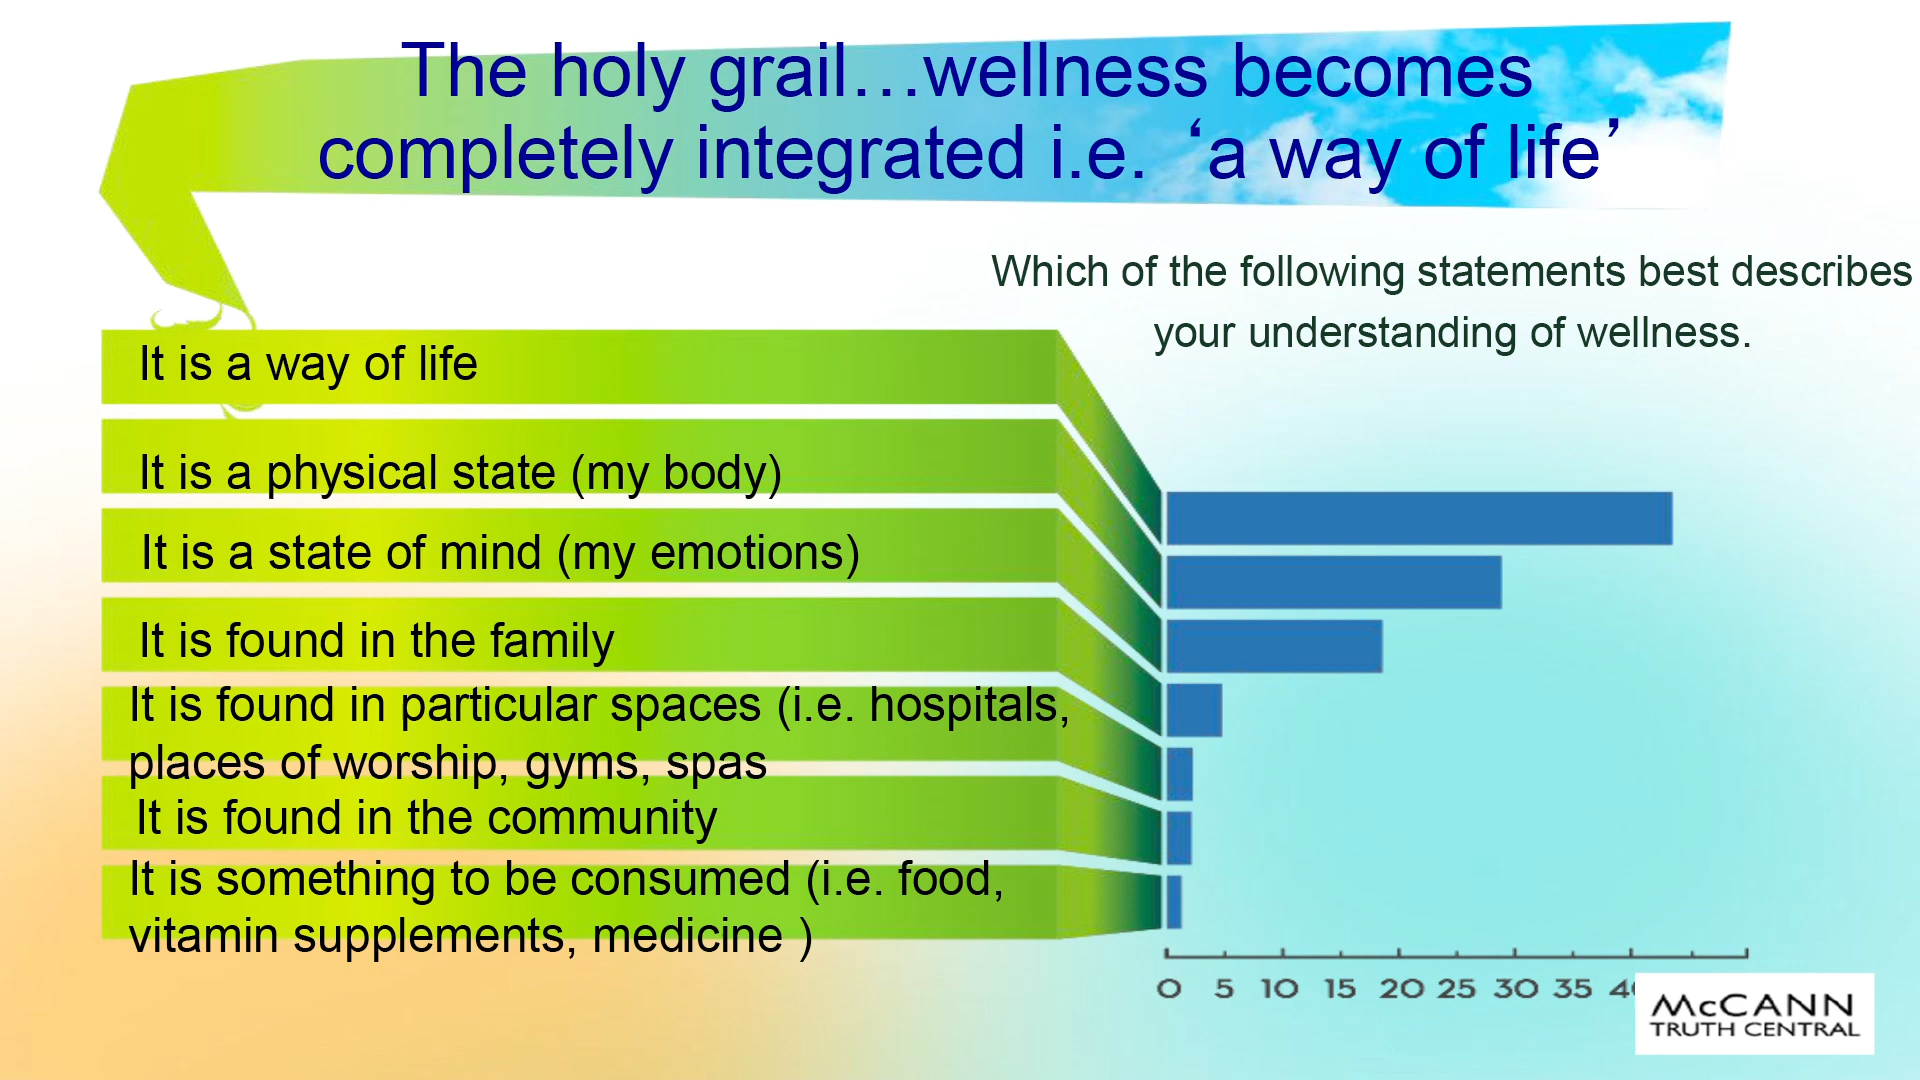 The holy grail…wellness becomes
completely integrated i.e. ‘a way of life’
Which of the following statements best describes
your understanding of wellness.
It is a way of life
It is a physical state (my body)
It is a state of mind (my emotions)
It is found in the family
It is found in particular spaces (i.e. hospitals,
places of worship, gyms, spas
It is found in the community
It is something to be consumed (i.e. food,
vitamin supplements, medicine )
0 5 10 15 20 25 30 35
McCANN
TRUTH CENTRAL